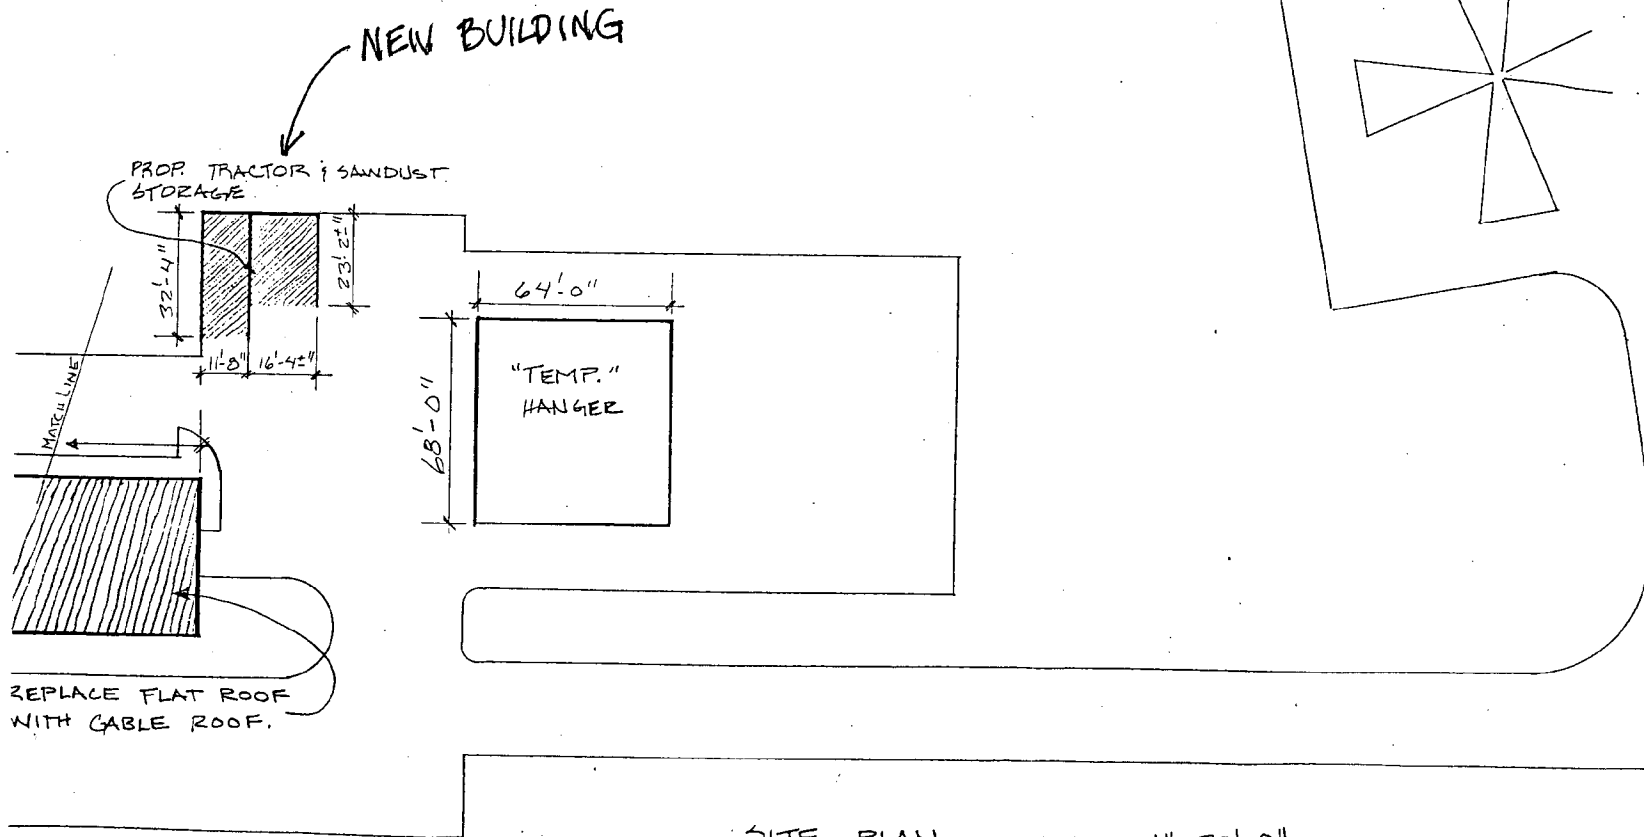 NEW BUILDING
PROP. TRACTOR & SAWDUST
STORAGE
32'-4"
23'-2±"
11'-8"
16'-4±"
64'-0"
68'-0"
"TEMP."
HANGER
MATCH LINE
REPLACE FLAT ROOF
WITH GABLE ROOF.
SITE PLAN